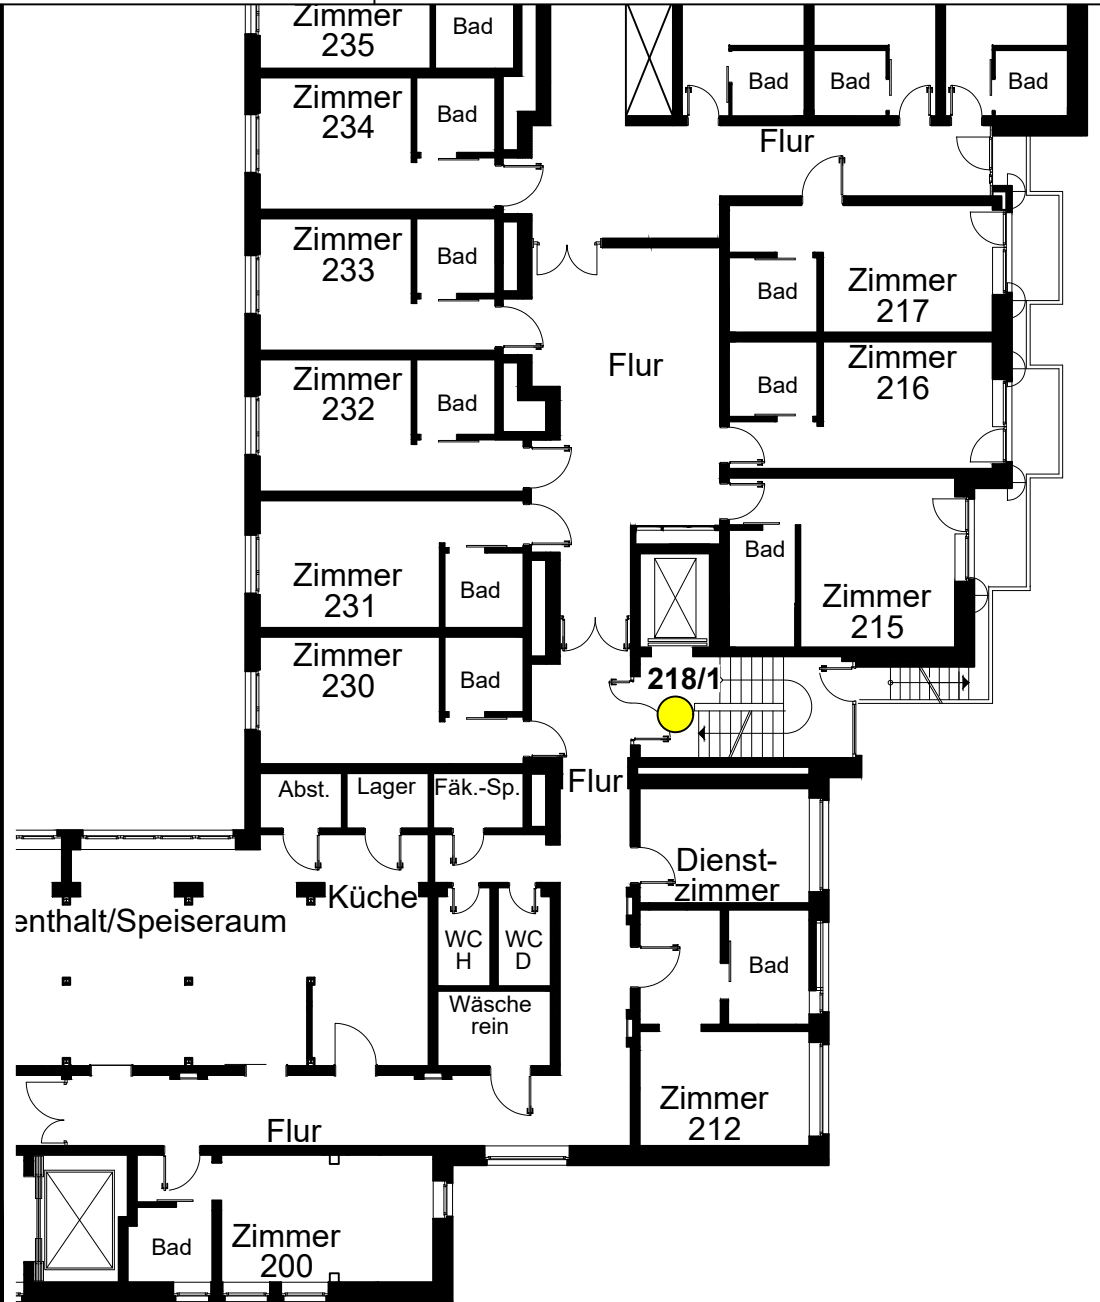 Zimmer
235
Bad
Zimmer
234
Bad
Bad
Bad
Bad
Flur
Zimmer
233
Bad
Bad
Zimmer
217
Flur
Zimmer
232
Bad
Bad
Zimmer
216
Zimmer
231
Bad
Bad
Zimmer
215
Zimmer
230
Bad
218/1
Abst.
Lager
Fäk.-Sp.
Flur
Dienst-
zimmer
Küche
enthalt/Speiseraum
WC
H
WC
D
Bad
Wäsche
rein
Zimmer
212
Flur
Bad
Zimmer
200